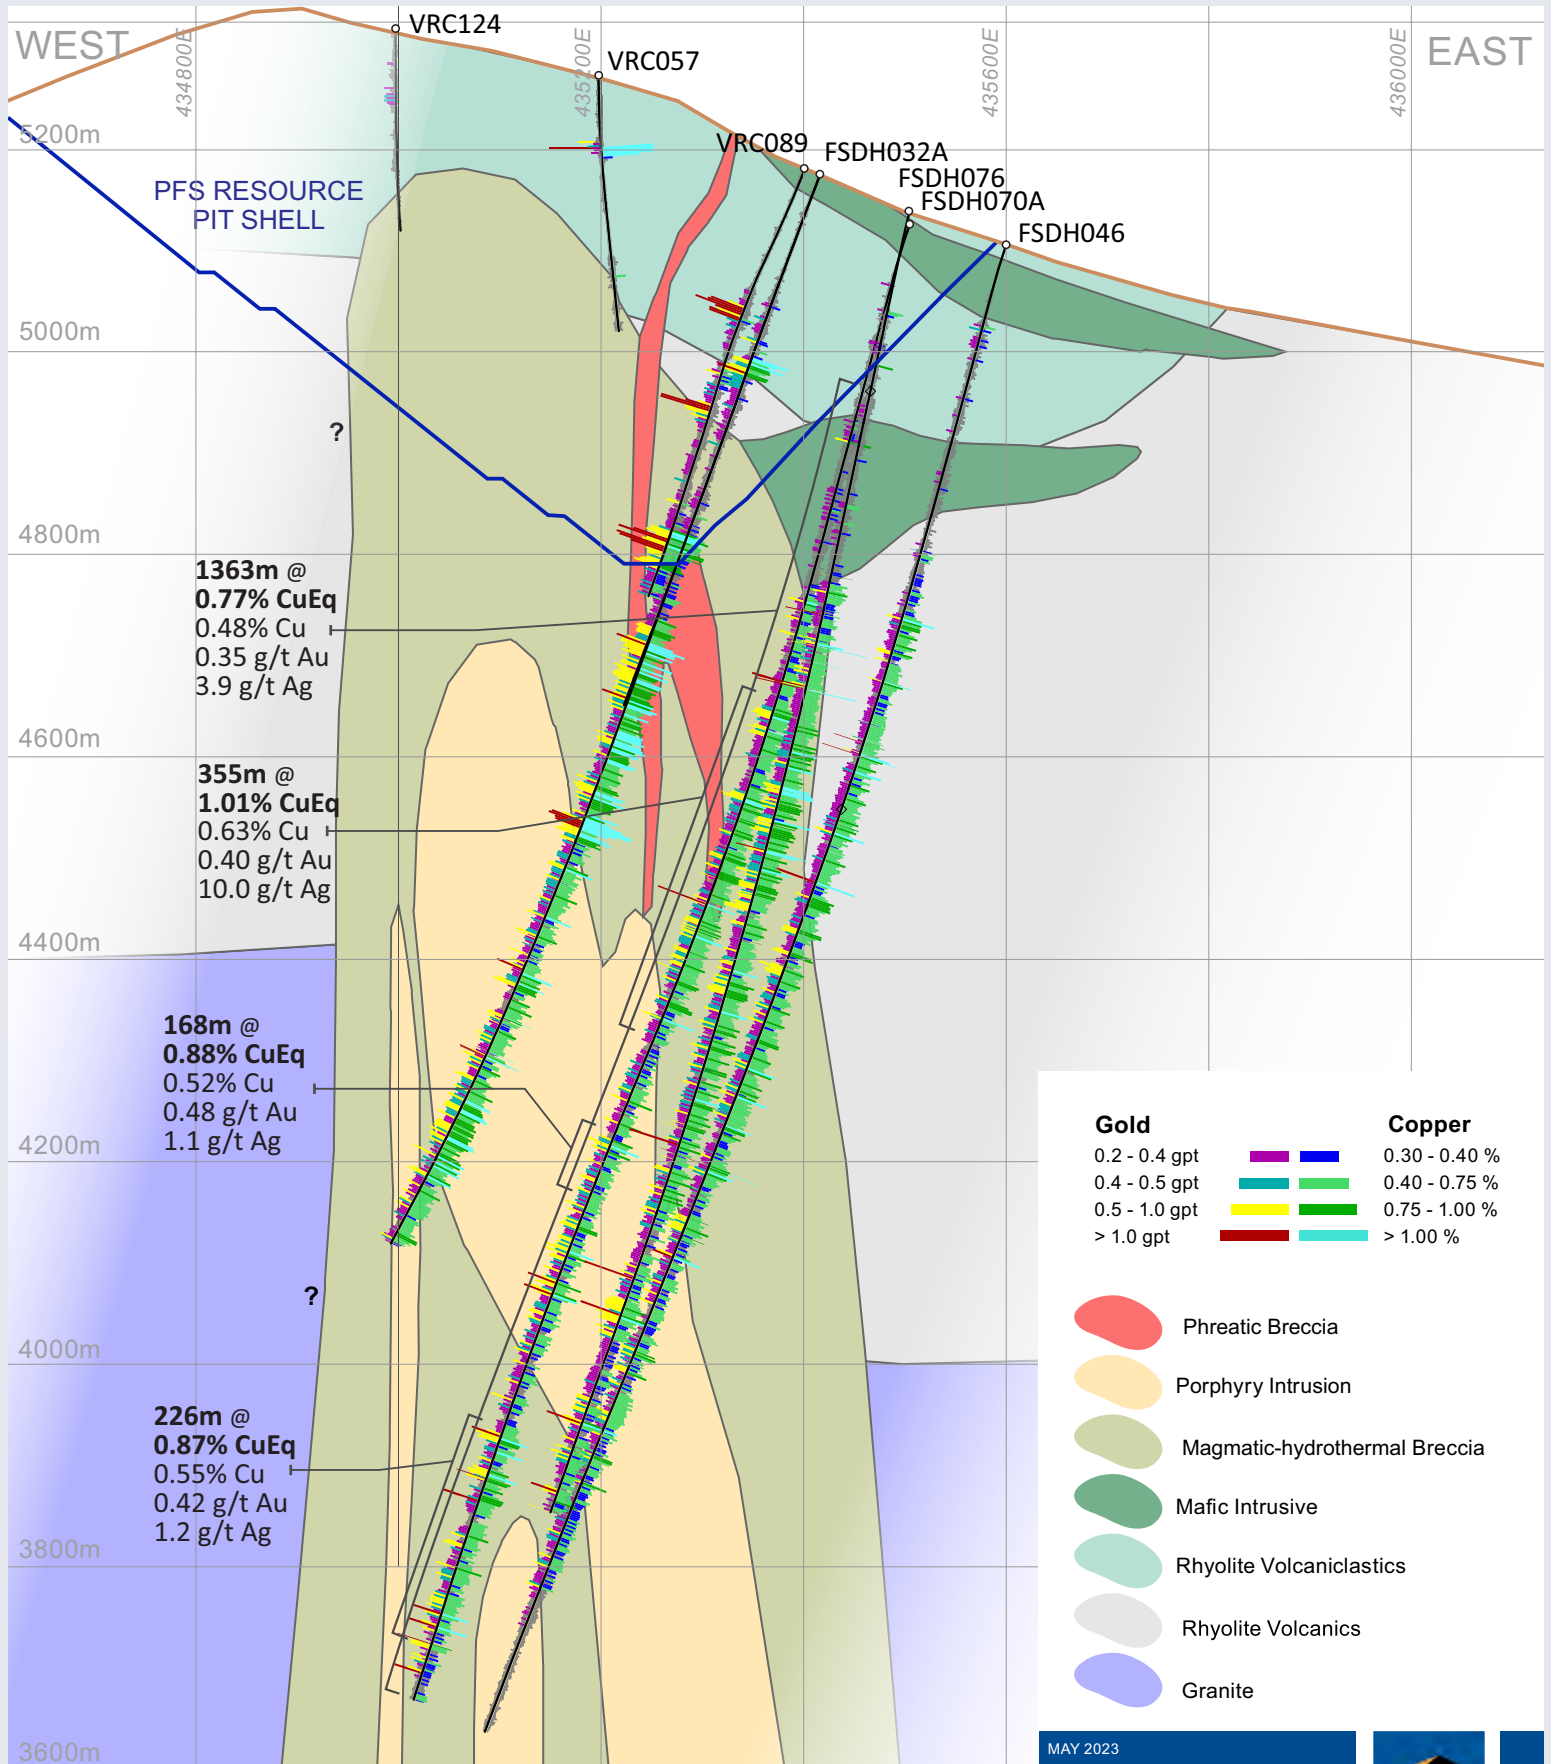 WEST
EAST
434800E
435200E
435600E
436000E
VRC124
VRC057
VRC089
FSDH032A
FSDH076
FSDH070A
FSDH046
5200m
PFS RESOURCE
PIT SHELL
5000m
?
4800m
1363m @
0.77% CuEq
0.48% Cu
0.35 g/t Au
3.9 g/t Ag
4600m
355m @
1.01% CuEq
0.63% Cu
0.40 g/t Au
10.0 g/t Ag
4400m
168m @
0.88% CuEq
0.52% Cu
0.48 g/t Au
1.1 g/t Ag
4200m
?
4000m
226m @
0.87% CuEq
0.55% Cu
0.42 g/t Au
1.2 g/t Ag
3800m
3600m
Gold Copper
0.2 - 0.4 gpt 0.30 - 0.40 %
0.4 - 0.5 gpt 0.40 - 0.75 %
0.5 - 1.0 gpt 0.75 - 1.00 %
> 1.0 gpt > 1.00 %
Phreatic Breccia
Porphyry Intrusion
Magmatic-hydrothermal Breccia
Mafic Intrusive
Rhyolite Volcaniclastics
Rhyolite Volcanics
Granite
MAY 2023